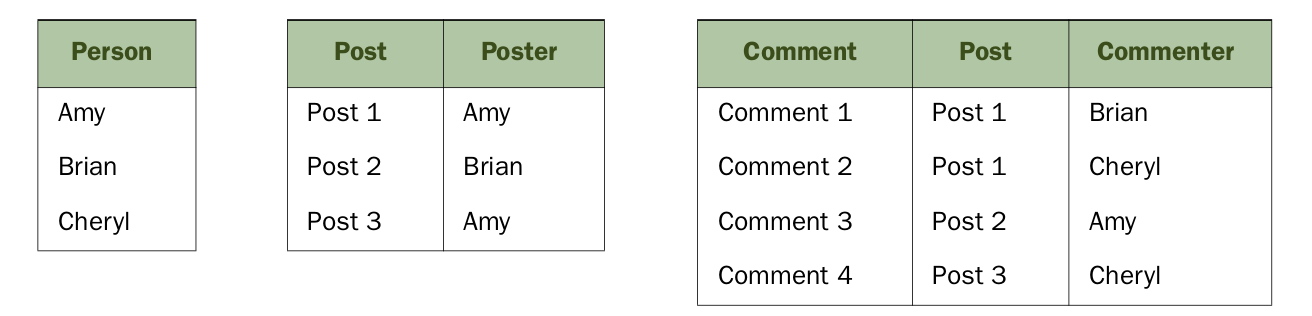 Person
Amy
Brian
Cheryl
Post Poster
Post 1 Amy
Post 2 Brian
Post 3 Amy
Comment Post Commenter
Comment 1 Post 1 Brian
Comment 2 Post 1 Cheryl
Comment 3 Post 2 Amy
Comment 4 Post 3 Cheryl